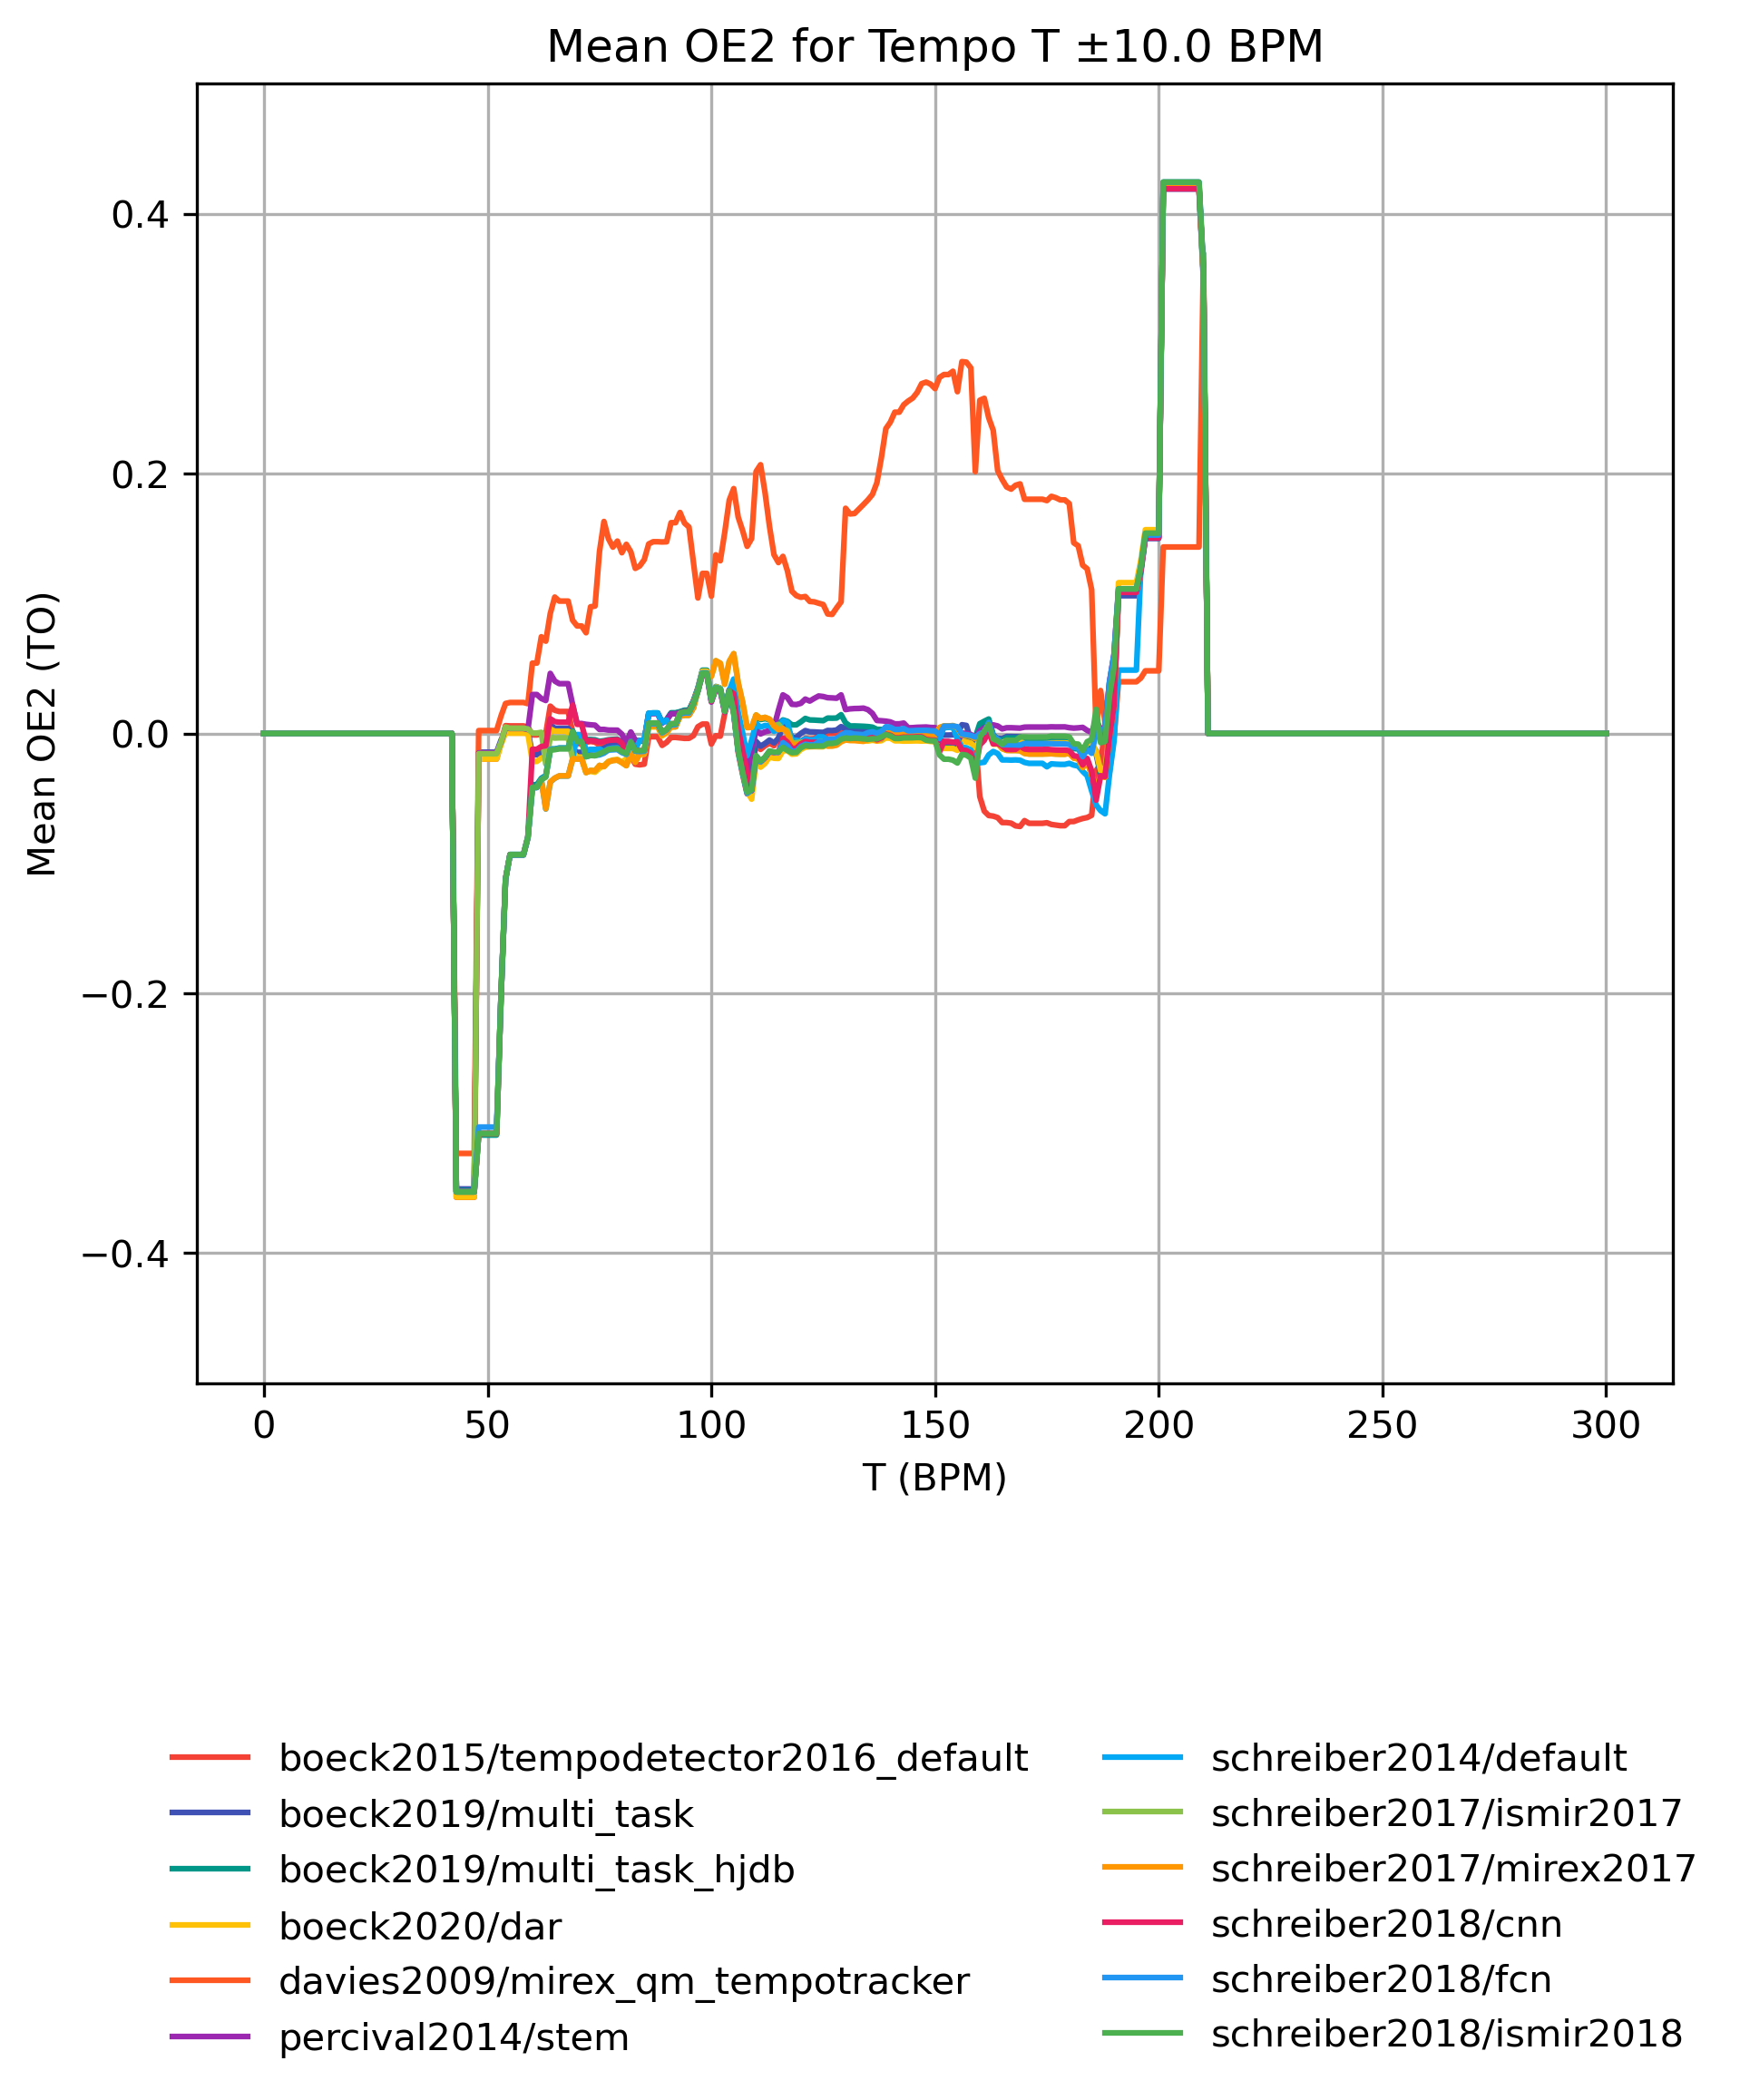 Mean OE2 for Tempo T ±10.0 BPM
Mean OE2 (TO)
0.4
0.2
0.0
−0.2
−0.4
0 50 100 150 200 250 300
T (BPM)
boeck2015/tempodetector2016_default
boeck2019/multi_task
boeck2019/multi_task_hjdb
boeck2020/dar
davies2009/mirex_qm_tempotracker
percival2014/stem
schreiber2014/default
schreiber2017/ismir2017
schreiber2017/mirex2017
schreiber2018/cnn
schreiber2018/fcn
schreiber2018/ismir2018